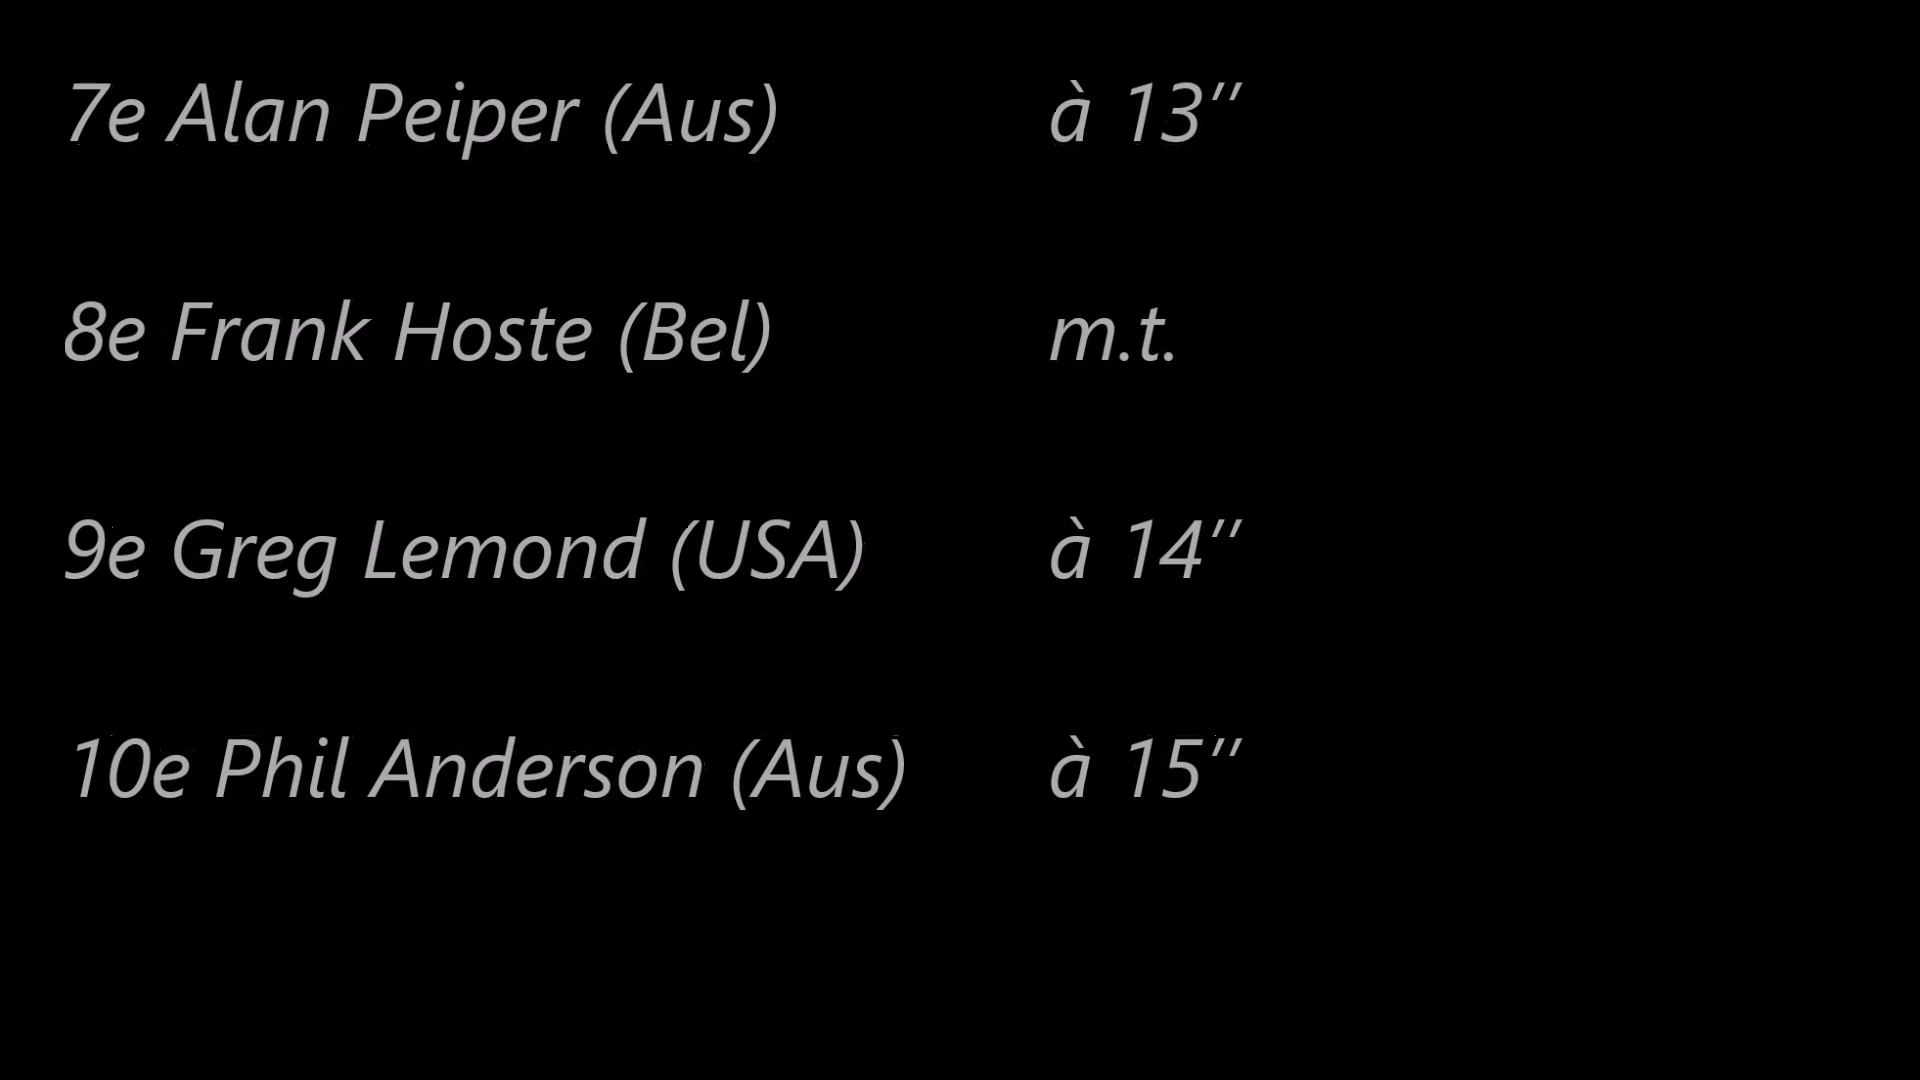 7e Alan Peiper (Aus) à 13’’
8e Frank Hoste (Bel) m.t.
9e Greg Lemond (USA) à 14’’
10e Phil Anderson (Aus) à 15’’